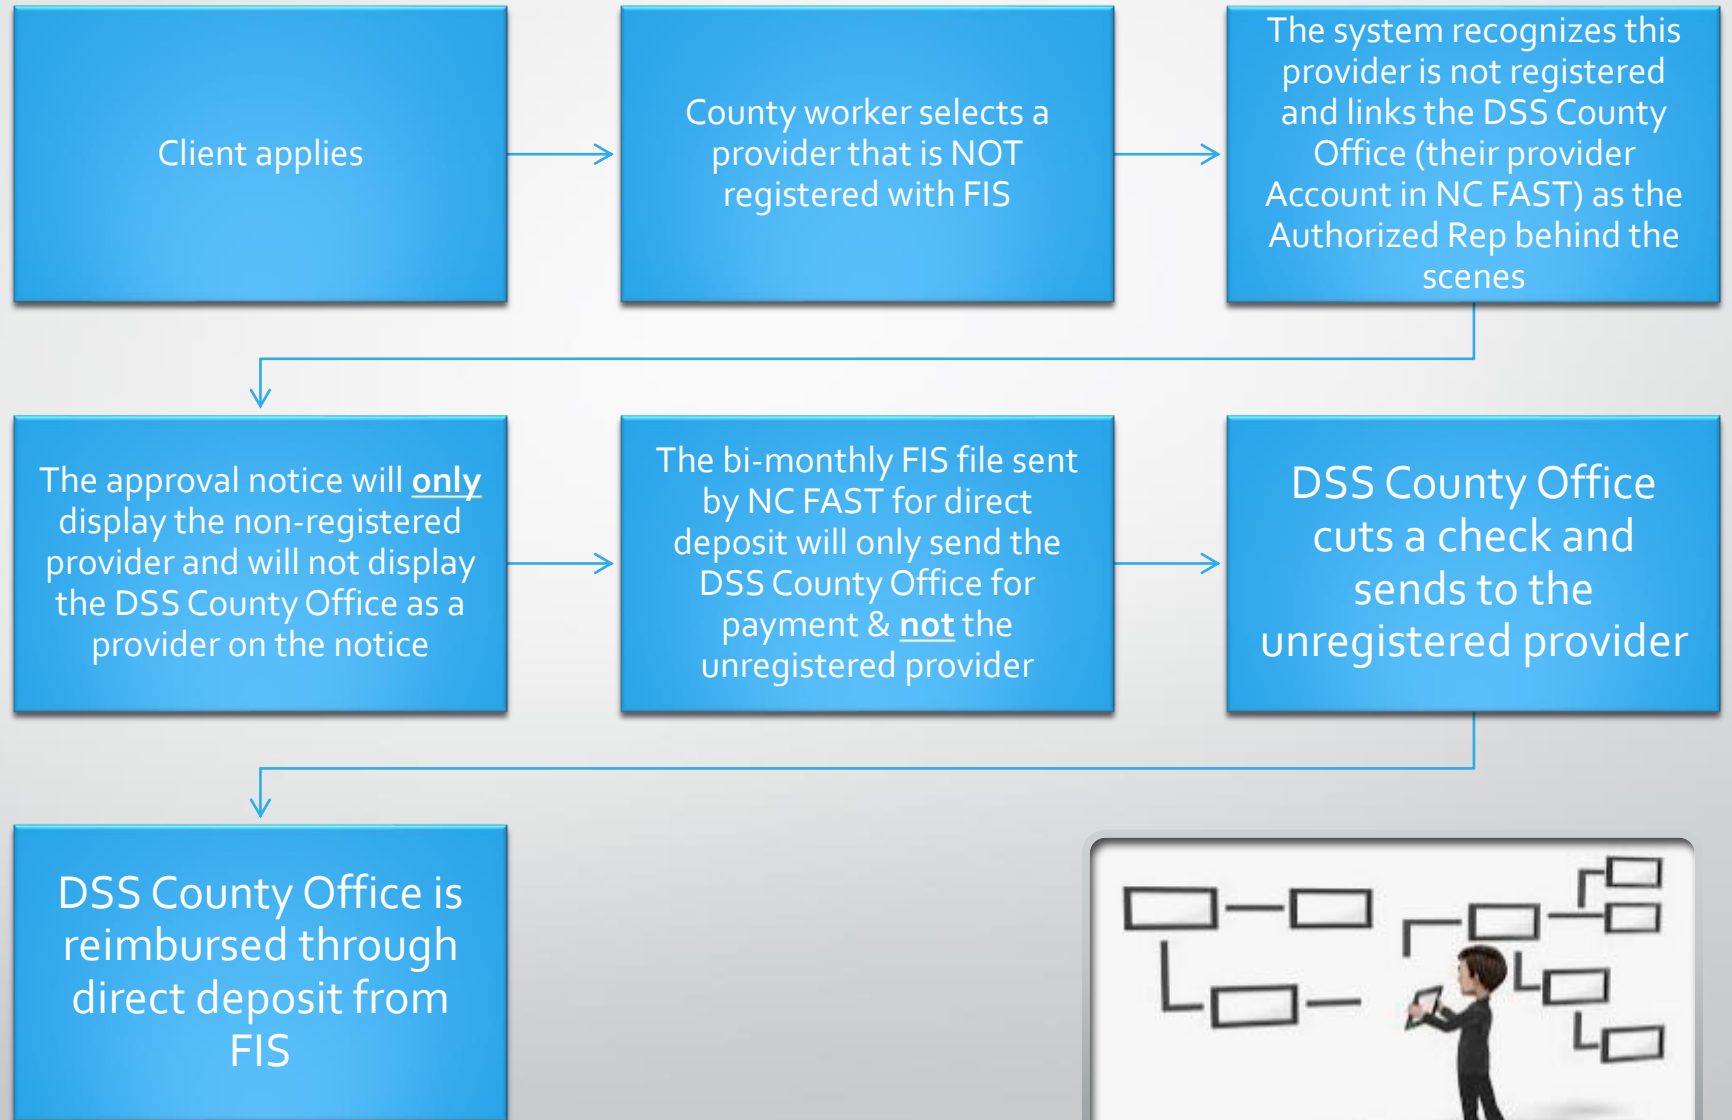 Client applies
County worker selects a
provider that is NOT
registered with FIS
The system recognizes this
provider is not registered
and links the DSS County
Office (their provider
Account in NC FAST) as the
Authorized Rep behind the
scenes
The approval notice will only
display the non-registered
provider and will not display
the DSS County Office as a
provider on the notice
The bi-monthly FIS file sent
by NC FAST for direct
deposit will only send the
DSS County Office for
payment & not the
unregistered provider
DSS County Office
cuts a check and
sends to the
unregistered provider
DSS County Office is
reimbursed through
direct deposit from
FIS